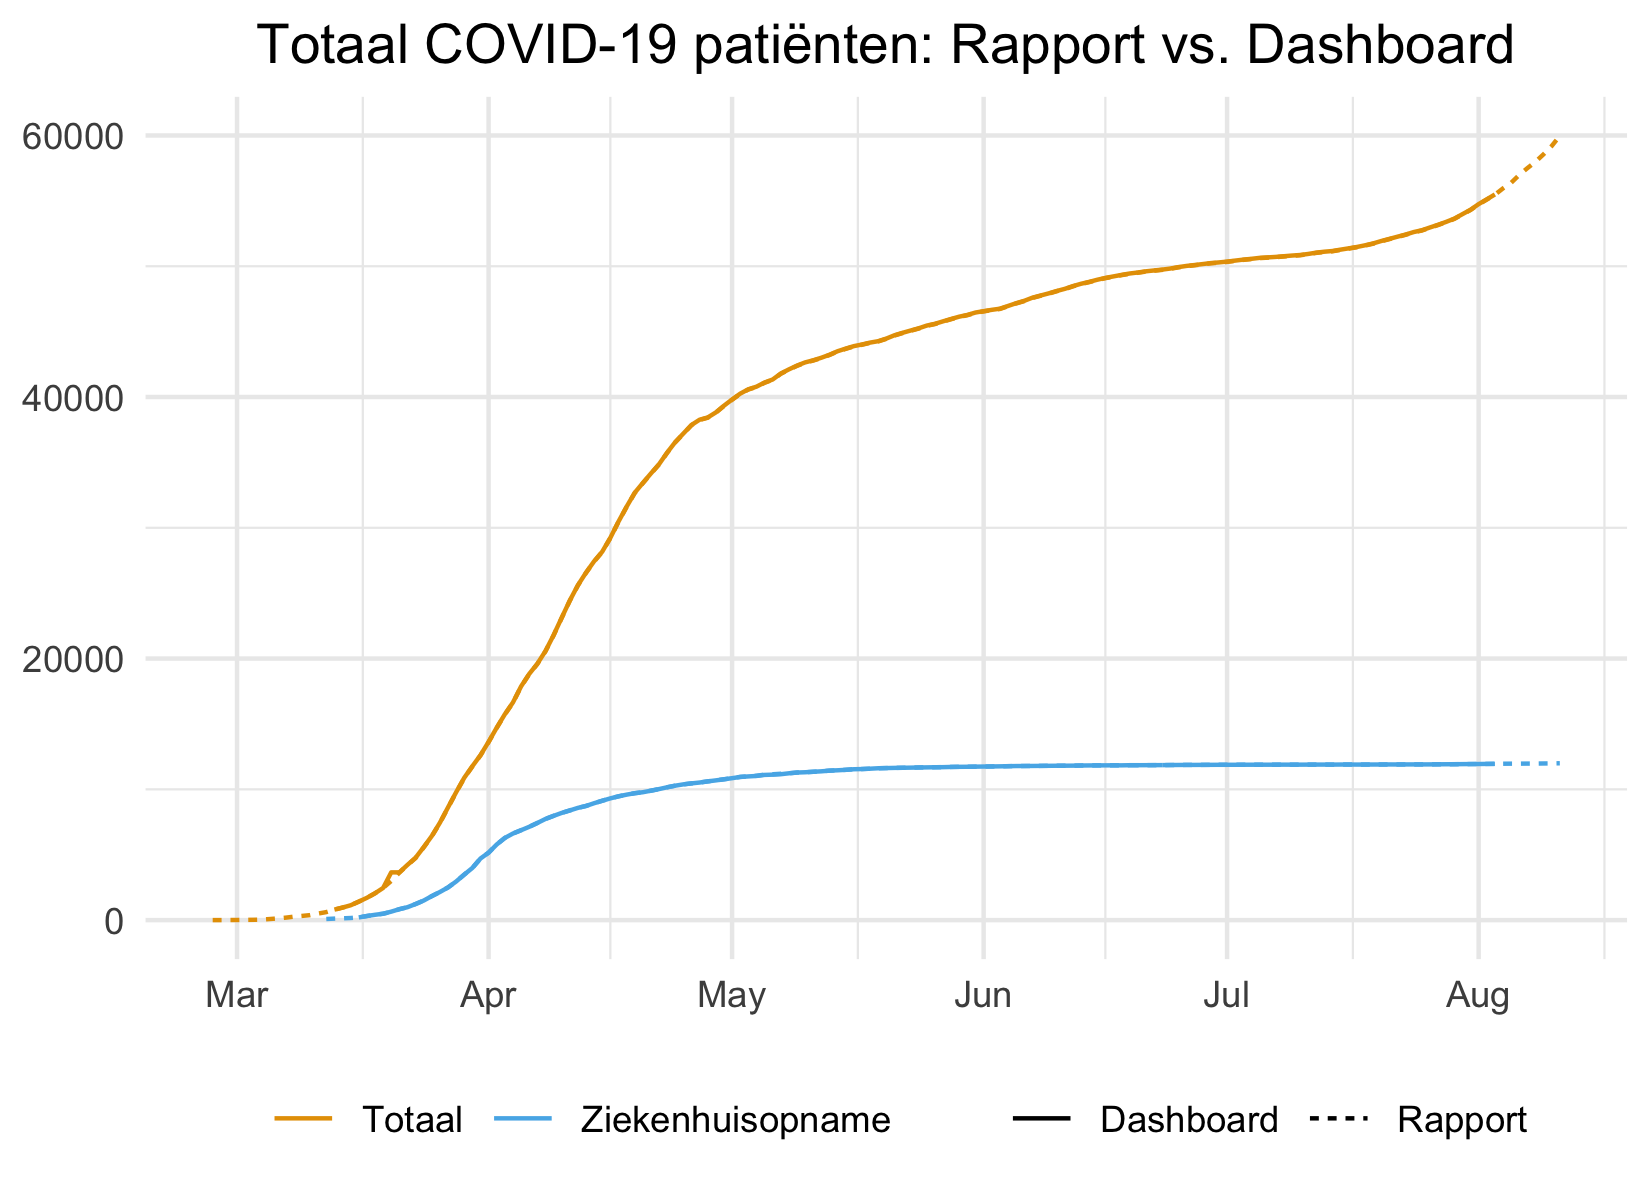 Totaal COVID-19 patiënten: Rapport vs. Dashboard
60000
40000
20000
0
Mar Apr May Jun Jul Aug
Totaal Ziekenhuisopname Dashboard Rapport